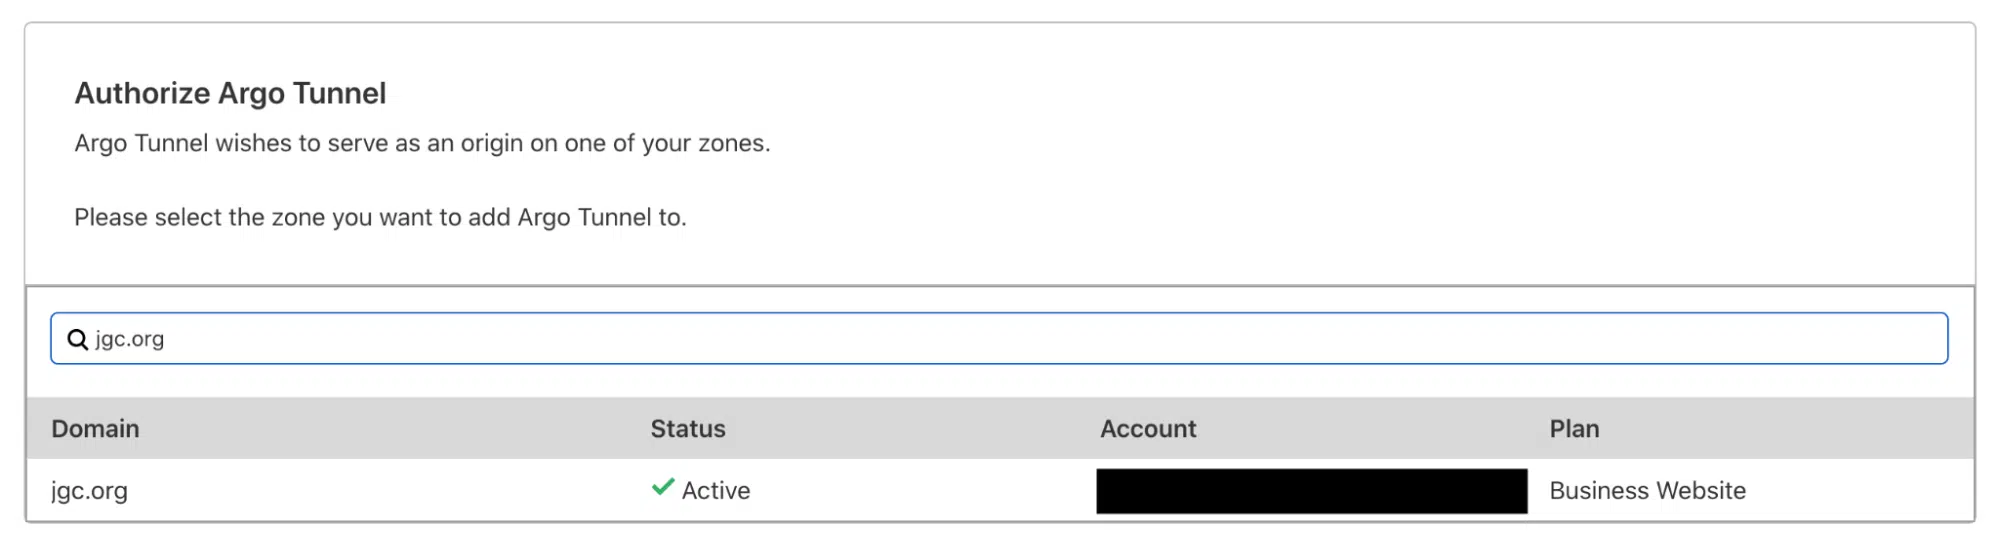 Authorize Argo Tunnel
Argo Tunnel wishes to serve as an origin on one of your zones.
Please select the zone you want to add Argo Tunnel to.
jgc.org
Domain Status Account Plan
jgc.org Active Business Website